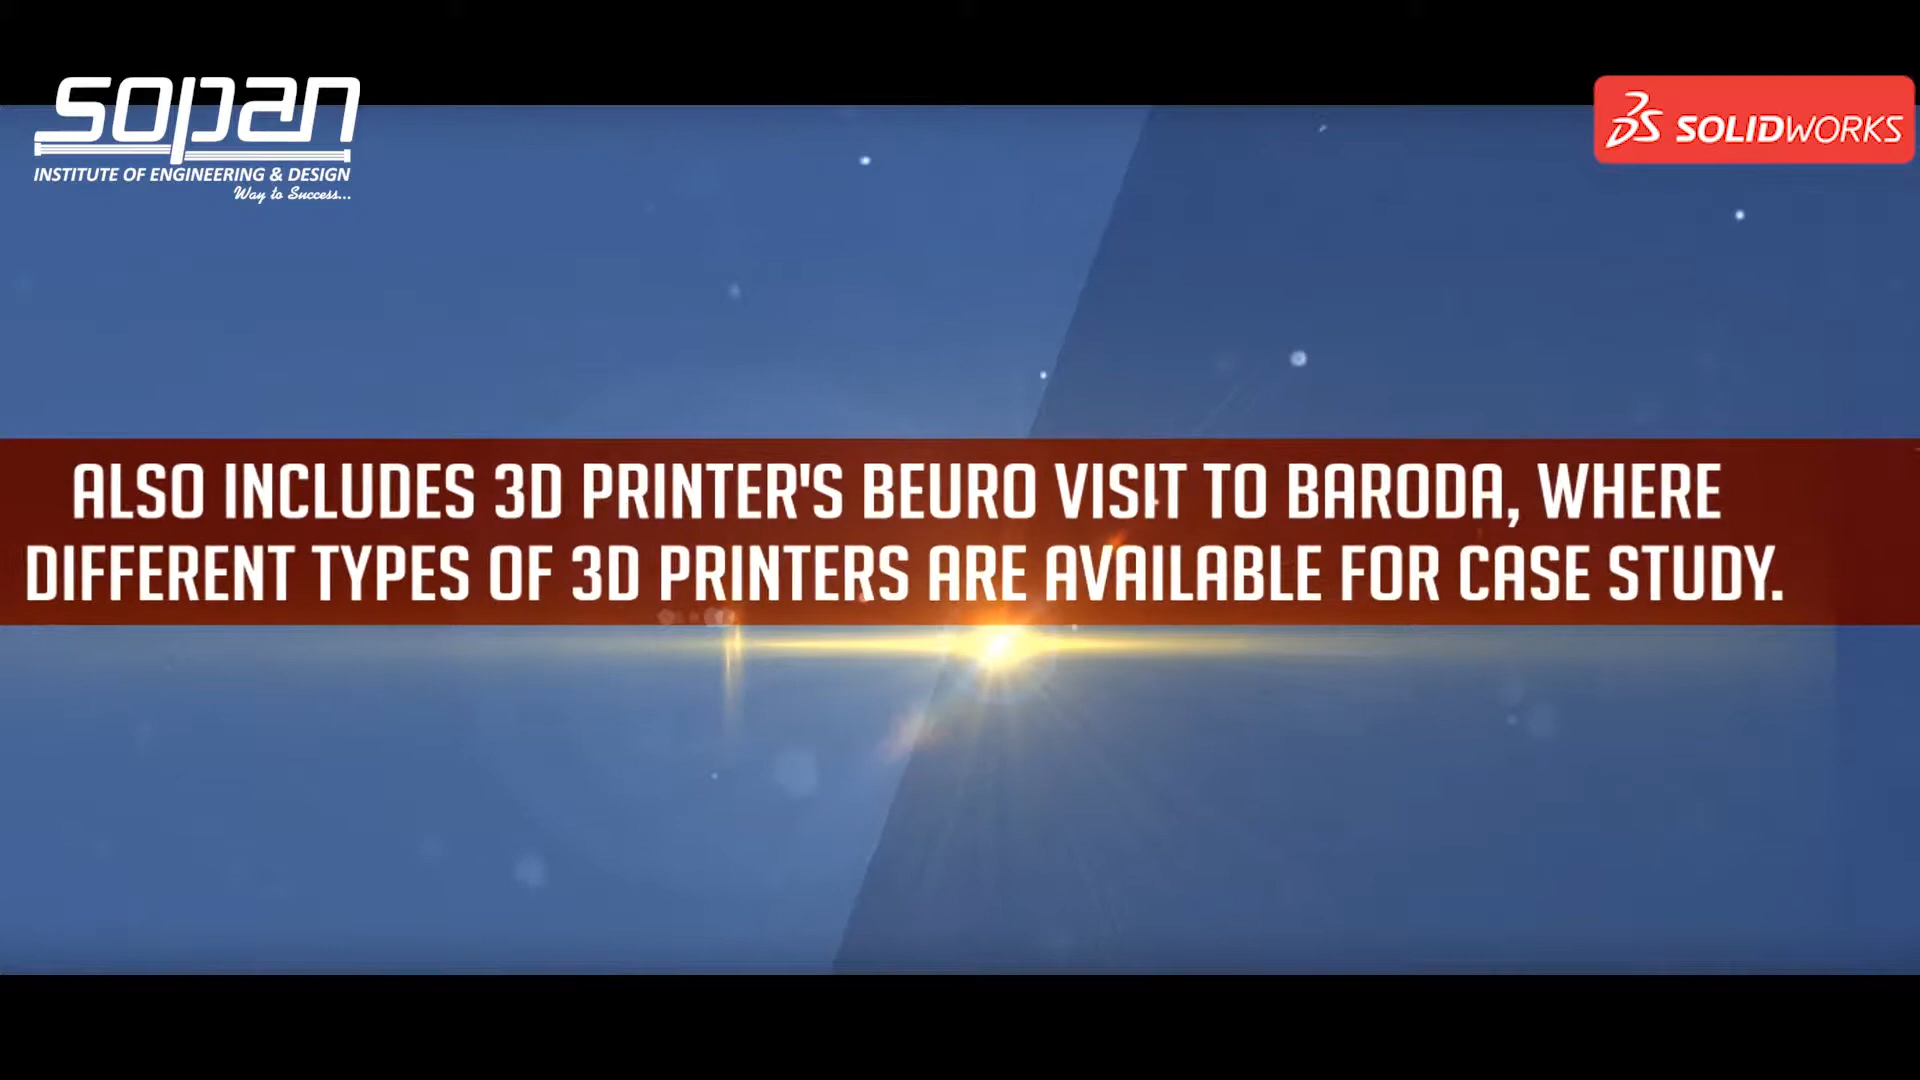 sopan
INSTITUTE OF ENGINEERING & DESIGN
Way to Success...
3S SOLIDWORKS
ALSO INCLUDES 3D PRINTER'S BEURO VISIT TO BARODA, WHERE
DIFFERENT TYPES OF 3D PRINTERS ARE AVAILABLE FOR CASE STUDY.